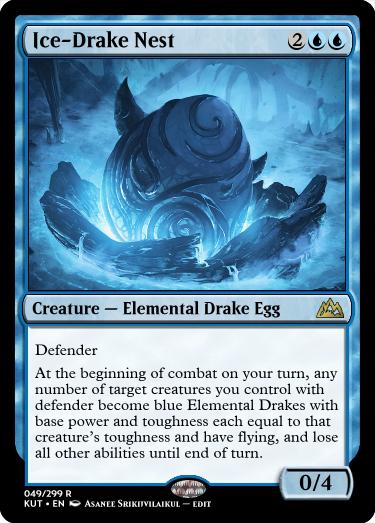 Ice-Drake Nest 2
Creature — Elemental Drake Egg
Defender
At the beginning of combat on your turn, any
number of target creatures you control with
defender become blue Elemental Drakes with
base power and toughness each equal to that
creature's toughness and have flying, and lose
all other abilities until end of turn.
0/4
049/299 R
KUT • EN Asanee Srikijvilaikul — edit